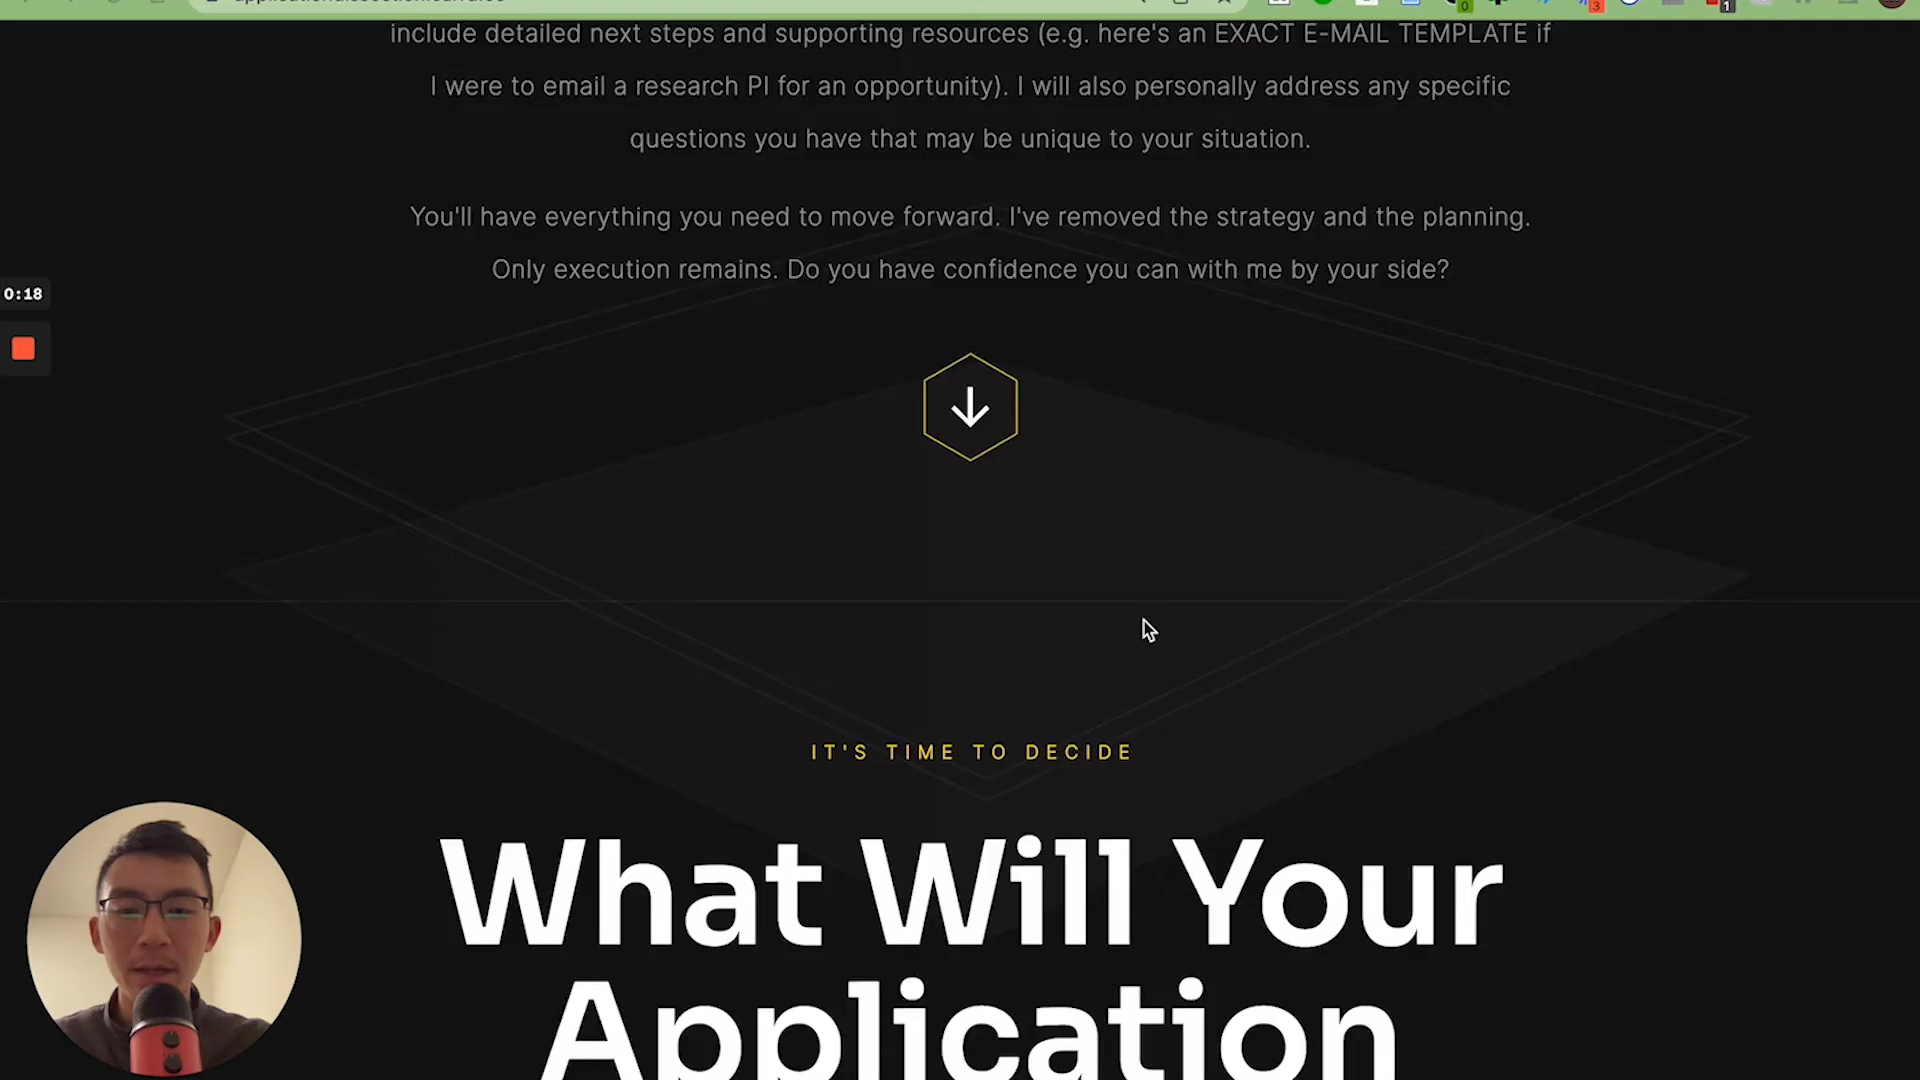 include detailed next steps and supporting resources (e.g. here's an EXACT E-MAIL TEMPLATE if
I were to email a research PI for an opportunity). I will also personally address any specific
questions you have that may be unique to your situation.
You'll have everything you need to move forward. I've removed the strategy and the planning.
Only execution remains. Do you have confidence you can with me by your side?
0:18
IT'S TIME TO DECIDE
What Will Your
Application
0
3
1